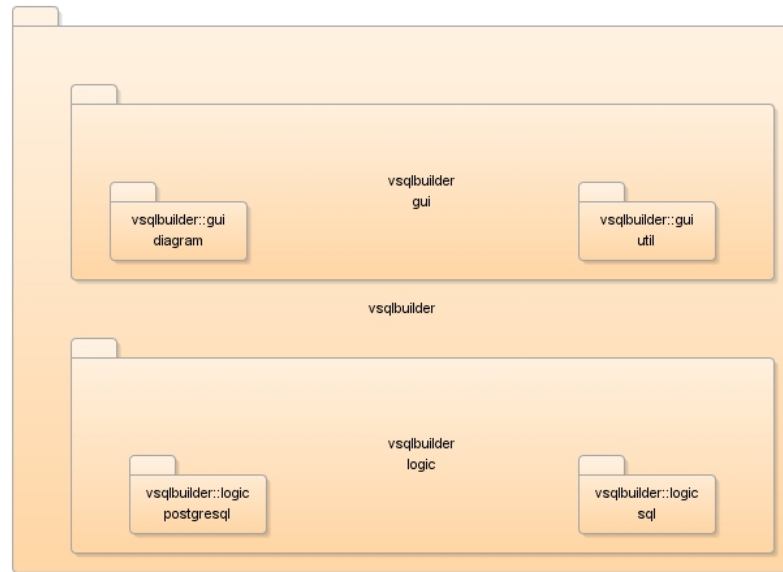 vsqlbuilder
gui
vsqlbuilder::gui
diagram
vsqlbuilder::gui
util
vsqlbuilder
vsqlbuilder
logic
vsqlbuilder::logic
postgresql
vsqlbuilder::logic
sql